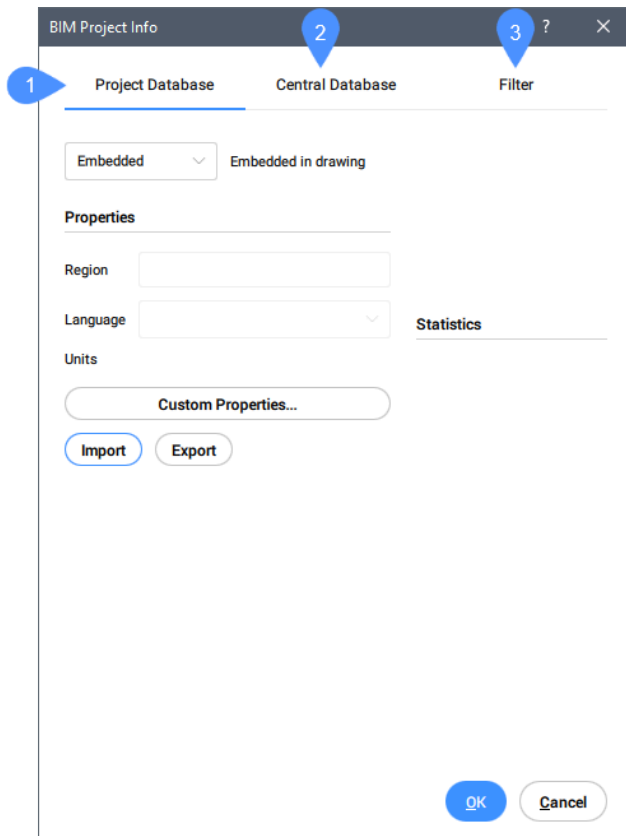 BIM Project Info ? ×
1 2 3
Project Database Central Database Filter
Embedded Embedded in drawing
Properties
Region
Language
Statistics
Units
Custom Properties...
Import Export
OK Cancel